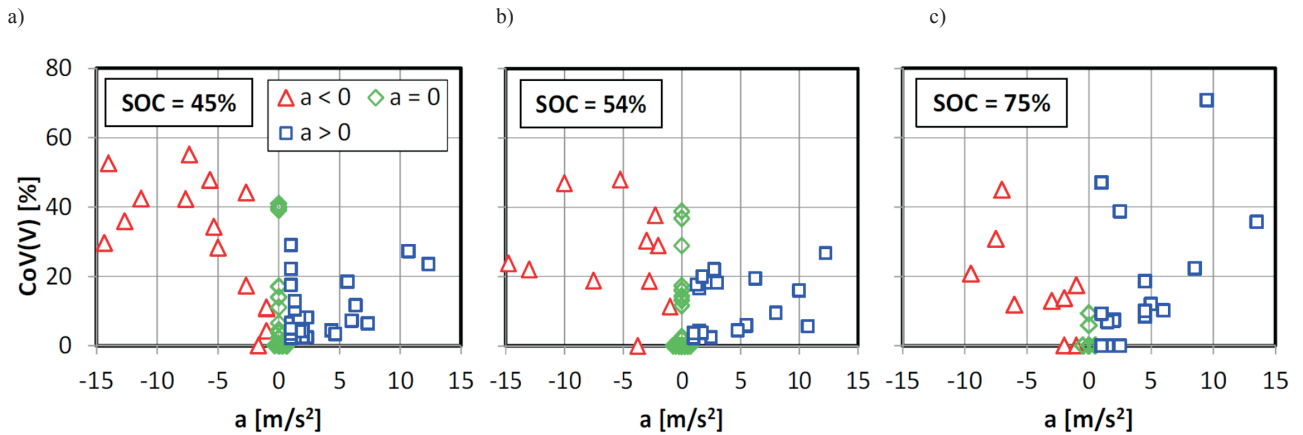 a) b) c)
80 60 40 20 0
CoV(V) [%]
SOC = 45%
a < 0 a = 0
a > 0
-15 -10 -5 0 5 10 15
a [m/s²]
SOC = 54%
-15 -10 -5 0 5 10 15
a [m/s²]
SOC = 75%
-15 -10 -5 0 5 10 15
a [m/s²]